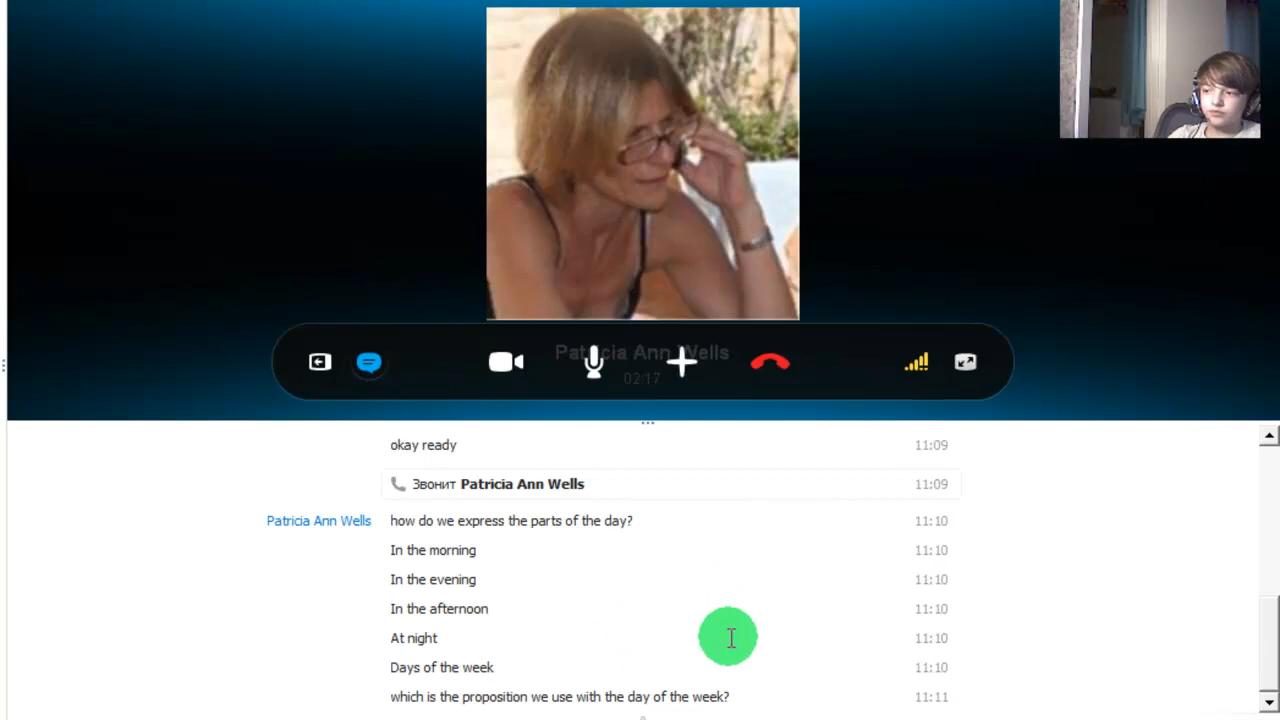 Patricia Ann Wells
02:17
okay ready 11:09
Звонит Patricia Ann Wells 11:09
Patricia Ann Wells how do we express the parts of the day? 11:10
In the morning 11:10
In the evening 11:10
In the afternoon 11:10
At night 11:10
Days of the week 11:10
which is the proposition we use with the day of the week? 11:11